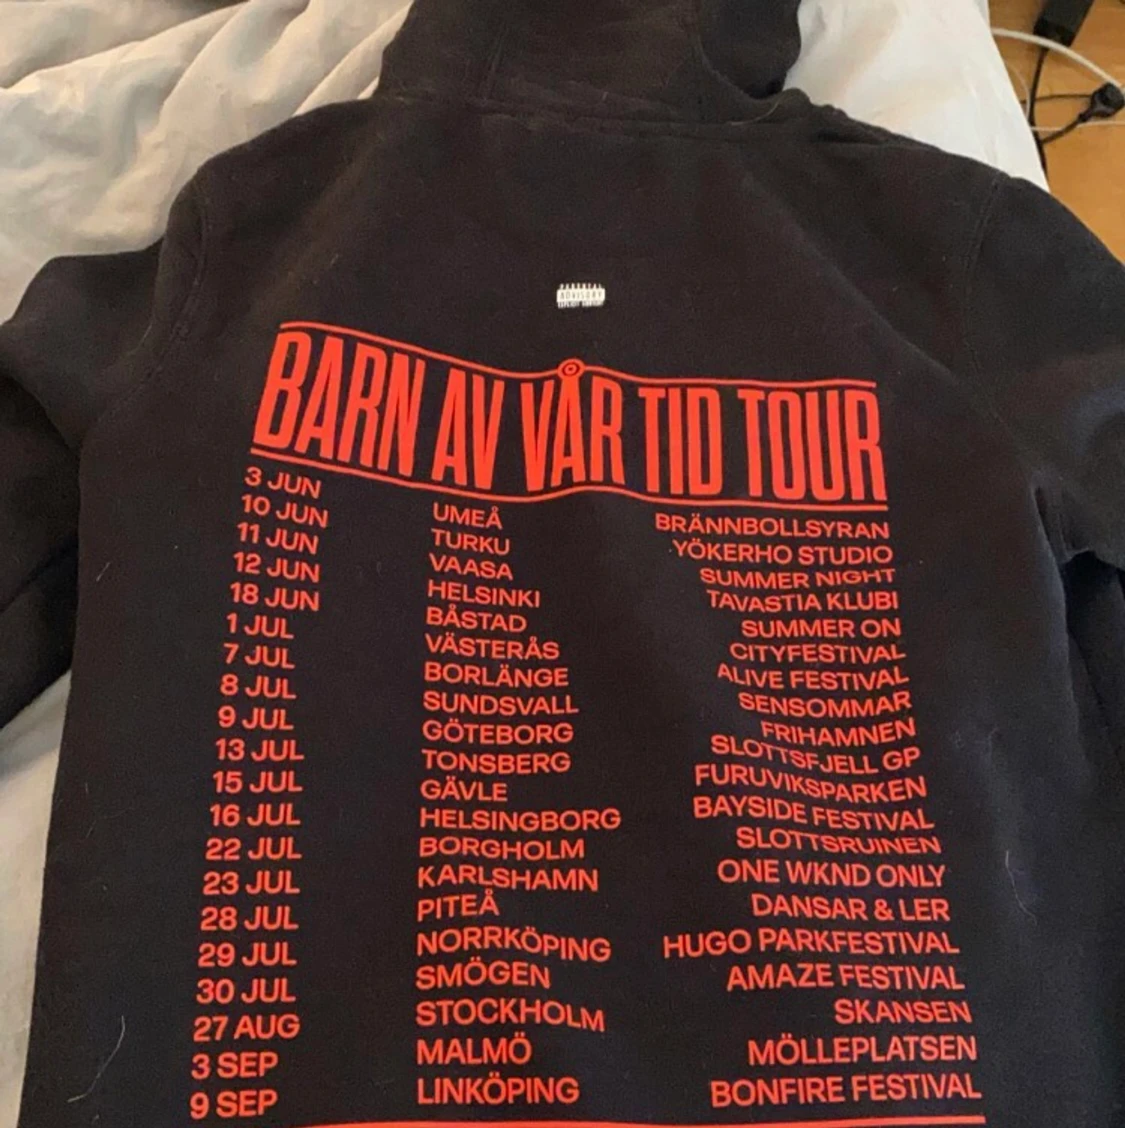 PARENTAL
ADVISORY
EXPLICIT CONTENT
BARN AV VÅR TID TOUR
3 JUN UMEÅ BRÄNNBOLLSYRAN
10 JUN TURKU YÖKERHO STUDIO
11 JUN VAASA SUMMER NIGHT
12 JUN HELSINKI TAVASTIA KLUBI
18 JUN BÅSTAD SUMMER ON
1 JUL VÄSTERÅS CITYFESTIVAL
7 JUL BORLÄNGE ALIVE FESTIVAL
8 JUL SUNDSVALL SENSOMMAR
9 JUL GÖTEBORG FRIHAMNEN
13 JUL TONSBERG SLOTTSFJELL GP
15 JUL GÄVLE FURUVIKSPARKEN
16 JUL HELSINGBORG BAYSIDE FESTIVAL
22 JUL BORGHOLM SLOTTSRUINEN
23 JUL KARLSHAMN ONE WKND ONLY
28 JUL PITEÅ DANSAR & LER
29 JUL NORRKÖPING HUGO PARKFESTIVAL
30 JUL SMÖGEN AMAZE FESTIVAL
27 AUG STOCKHOLM SKANSEN
3 SEP MALMÖ MÖLLEPLATSEN
9 SEP LINKÖPING BONFIRE FESTIVAL